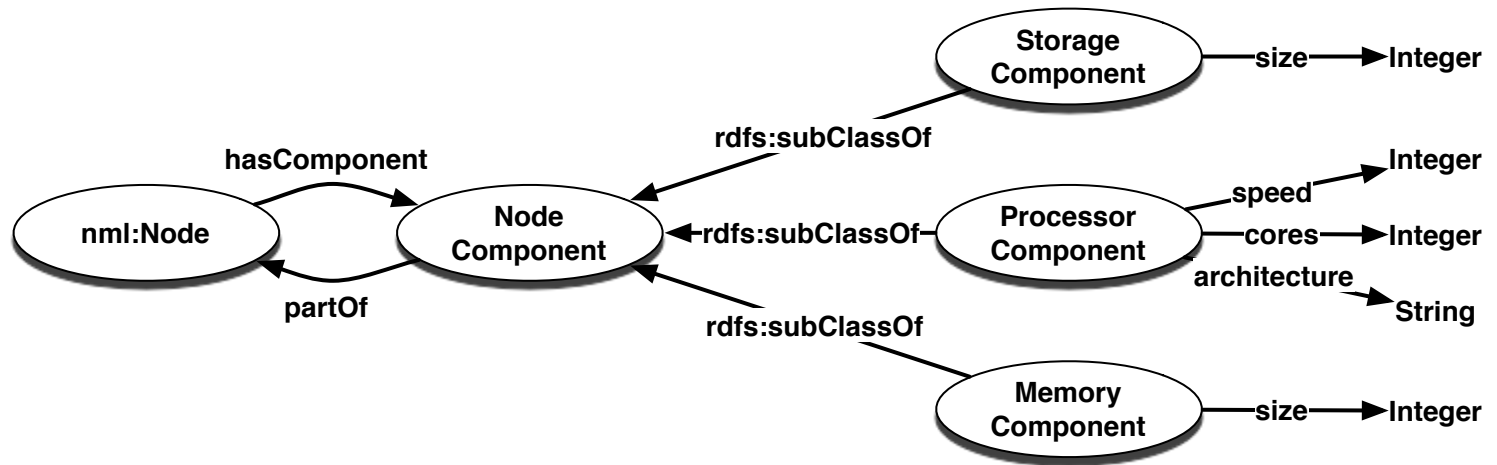 Storage
Component
size
Integer
rdfs:subClassOf
hasComponent
Integer
speed
nml:Node
Node
Component
rdfs:subClassOf
Processor
Component
cores
Integer
architecture
String
partOf
rdfs:subClassOf
Memory
Component
size
Integer